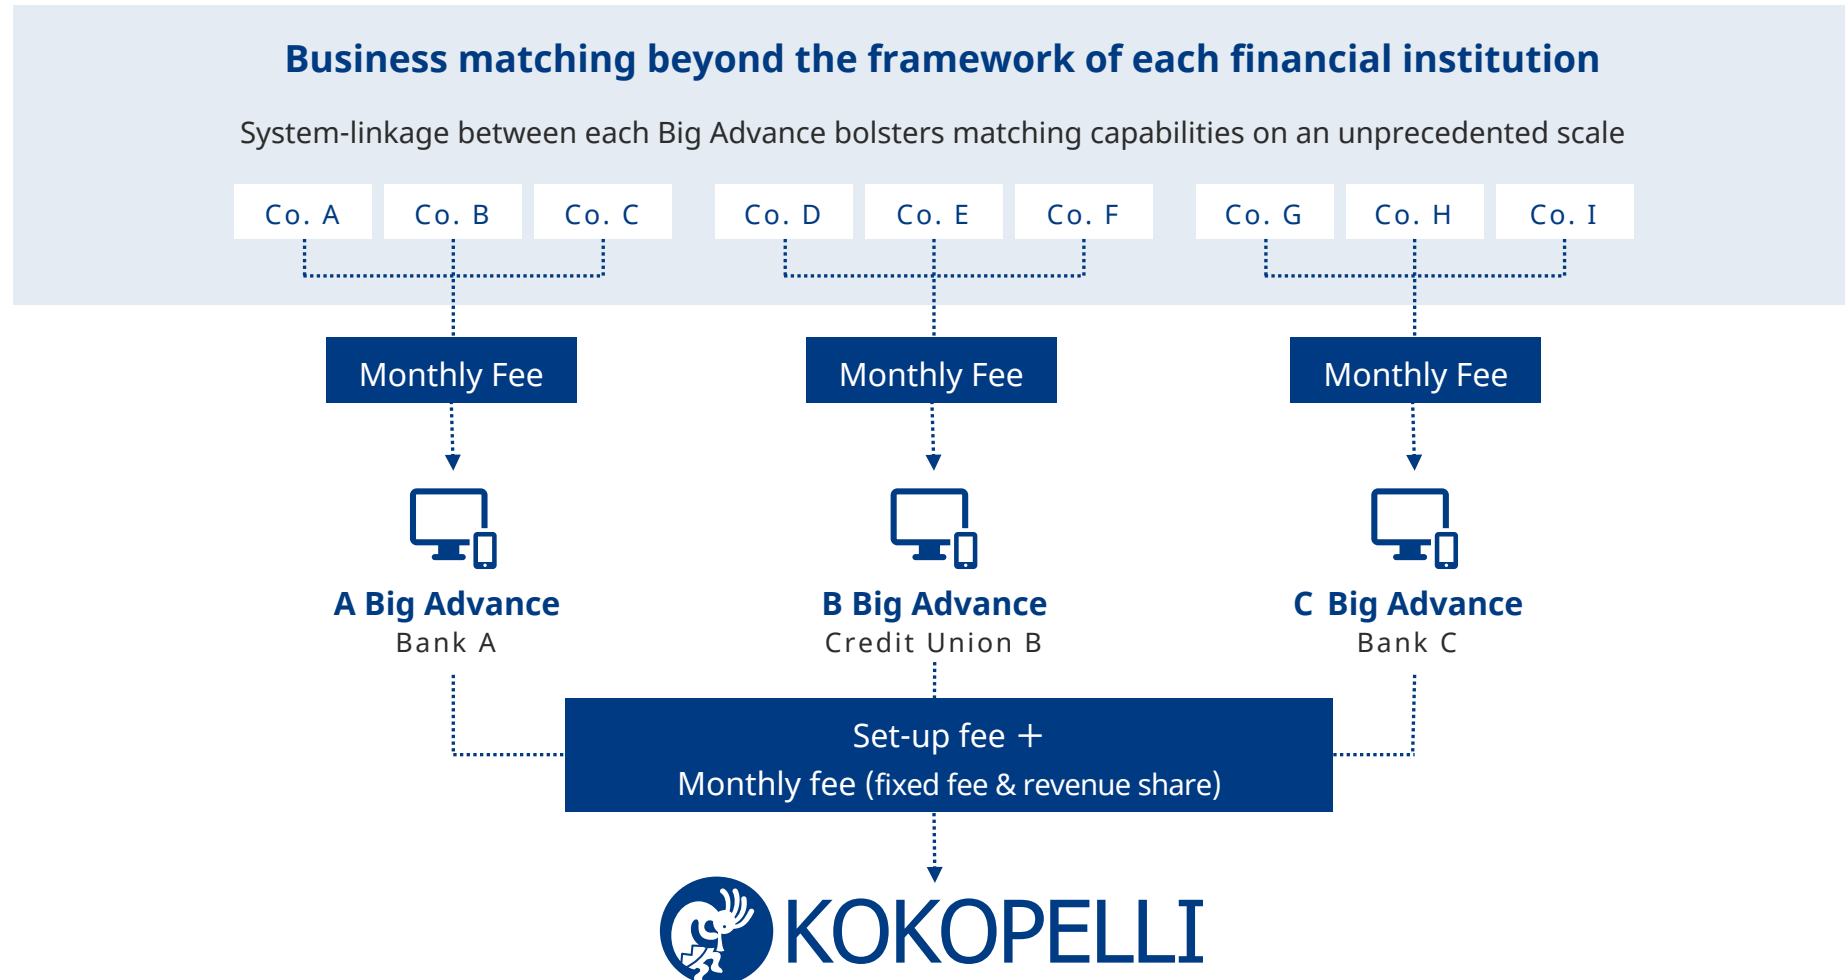 Business matching beyond the framework of each financial institution
System-linkage between each Big Advance bolsters matching capabilities on an unprecedented scale
Co. A Co. B Co. C Co. D Co. E Co. F Co. G Co. H Co. I
Monthly Fee Monthly Fee Monthly Fee
A Big Advance B Big Advance C Big Advance
Bank A Credit Union B Bank C
Set-up fee +
Monthly fee (fixed fee & revenue share)
KOKOPELLI